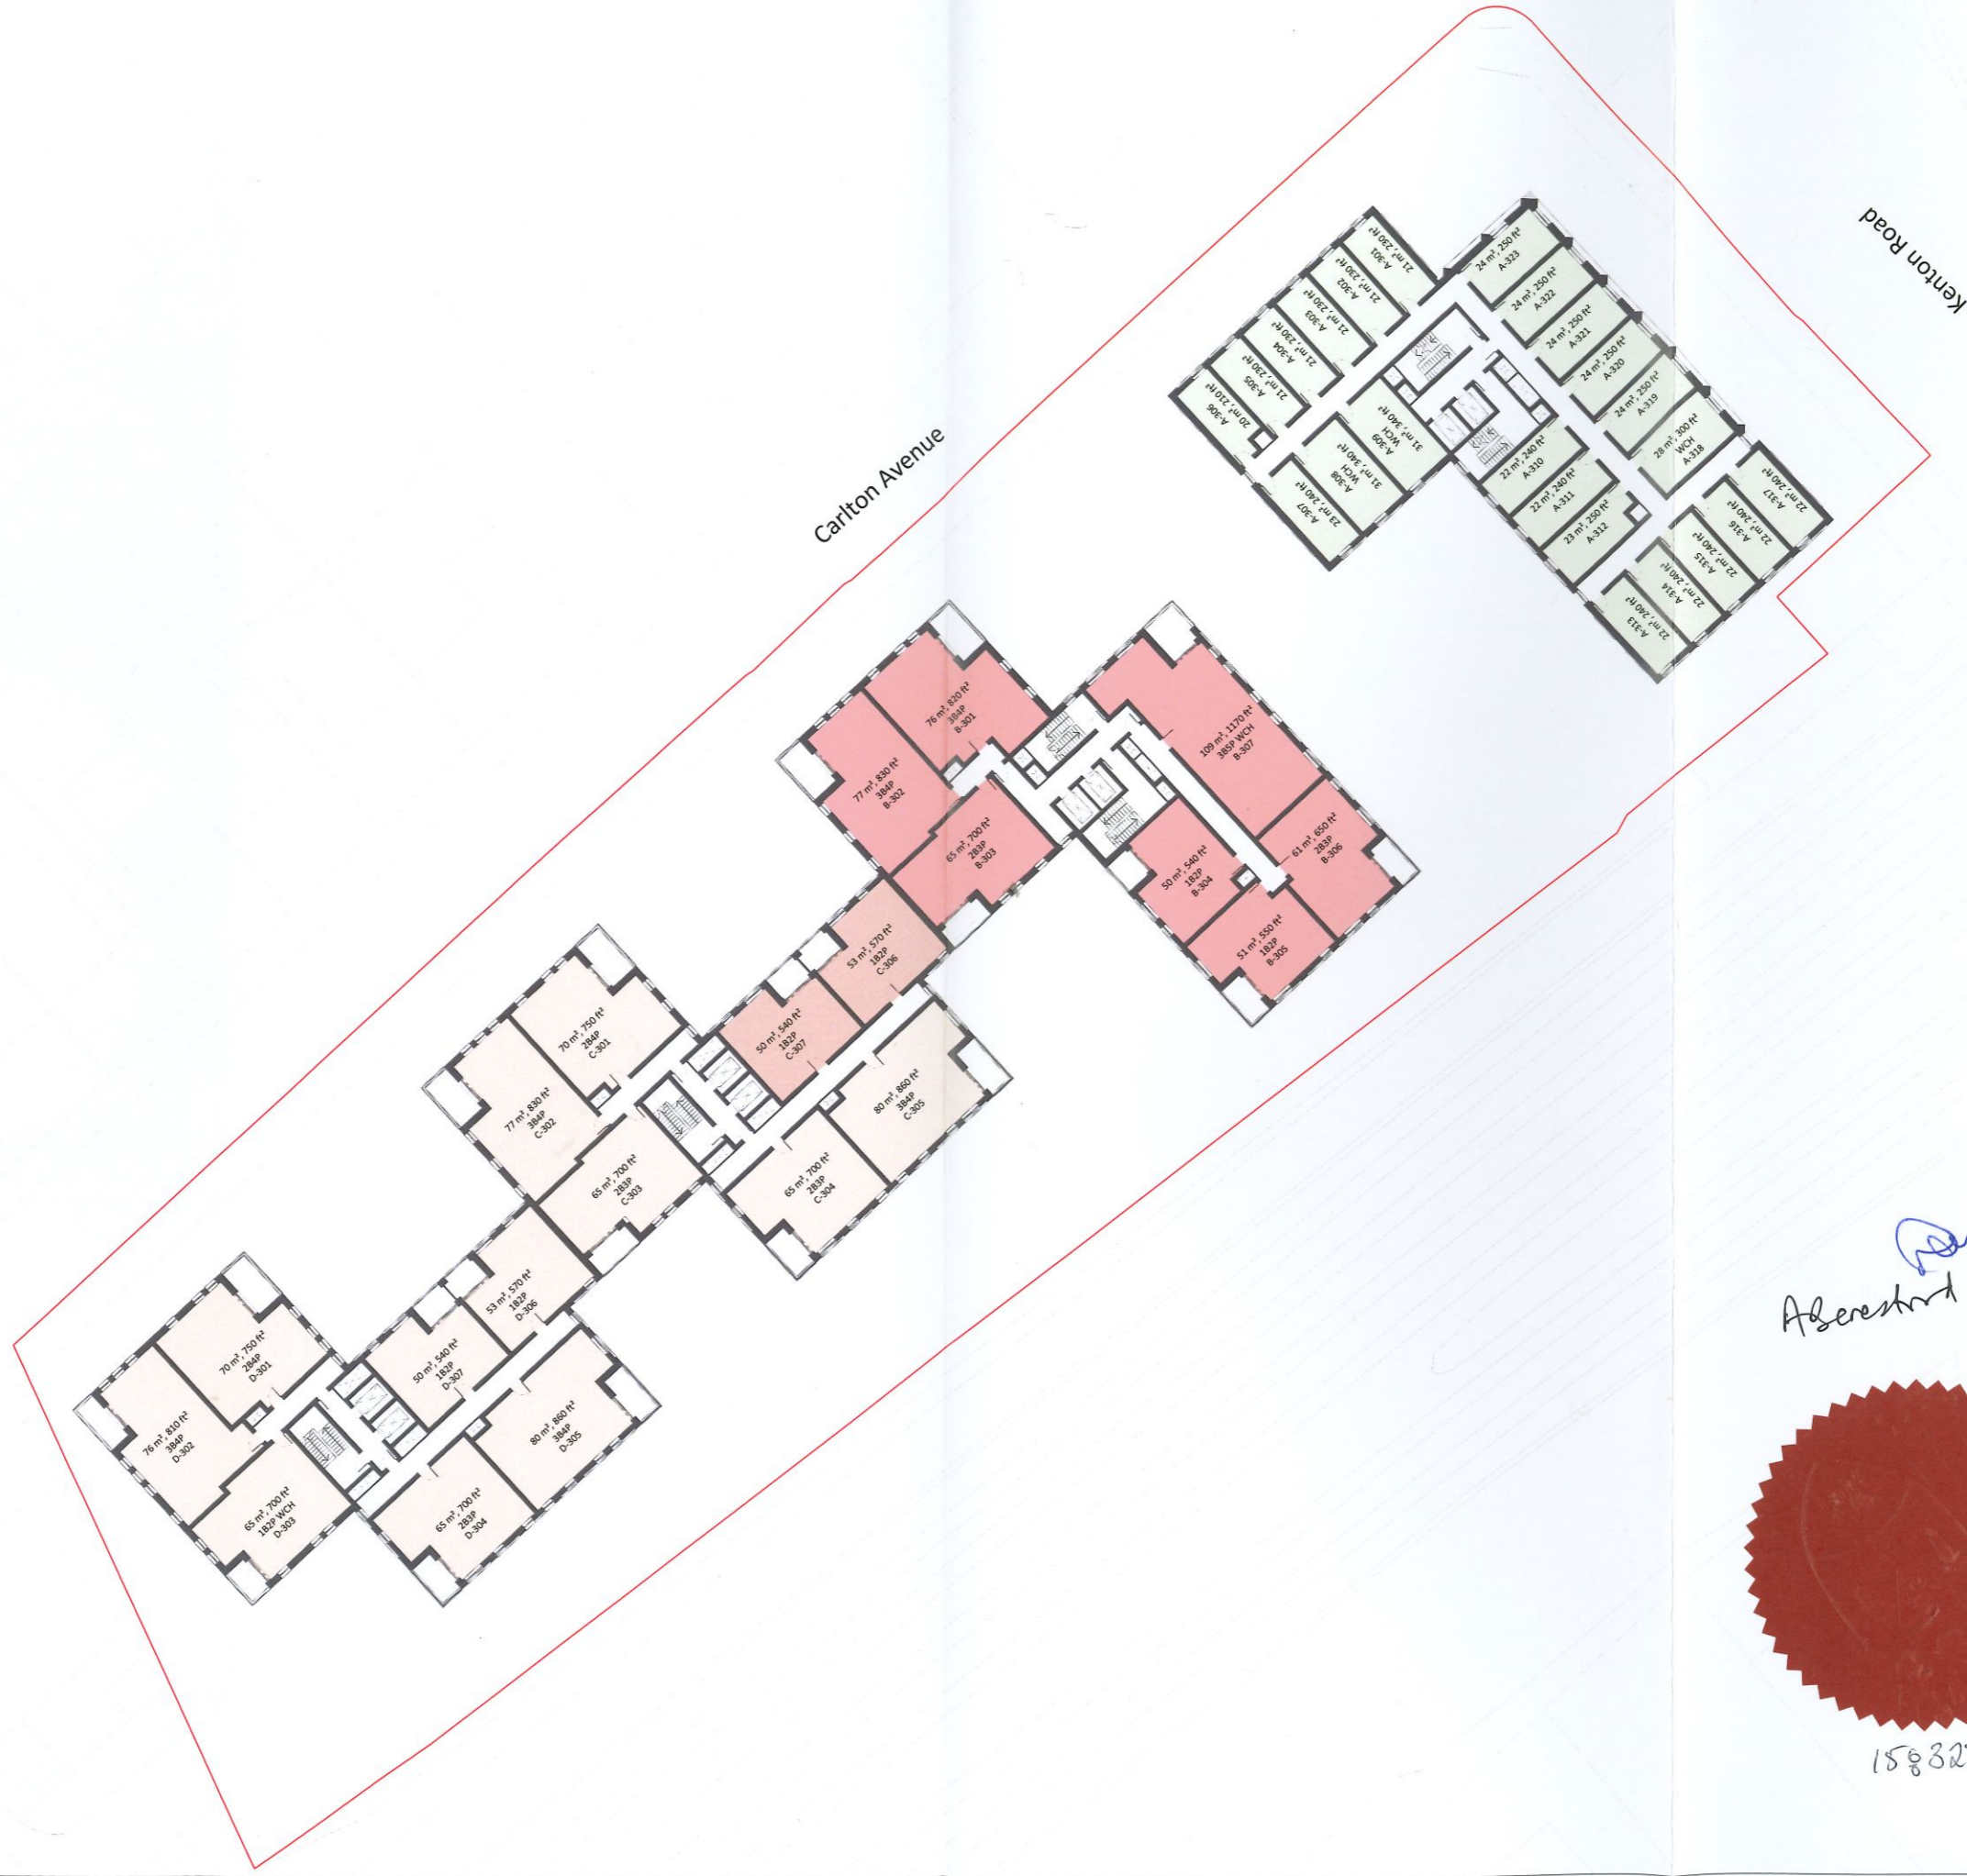 Carlton Avenue
Kenton Road
21 m², 230 ft²
A-301
21 m², 230 ft²
A-302
21 m², 230 ft²
A-303
21 m², 230 ft²
A-304
21 m², 230 ft²
A-305
20 m², 210 ft²
A-306
23 m², 240 ft²
A-307
31 m², 340 ft²
WCH
A-308
31 m², 340 ft²
WCH
A-309
22 m², 240 ft²
A-310
22 m², 240 ft²
A-311
23 m², 250 ft²
A-312
22 m², 240 ft²
A-313
22 m², 240 ft²
A-314
22 m², 240 ft²
A-315
22 m², 240 ft²
A-316
22 m², 240 ft²
A-317
28 m², 300 ft²
WCH
A-318
24 m², 250 ft²
A-319
24 m², 250 ft²
A-320
24 m², 250 ft²
A-321
24 m², 250 ft²
A-322
24 m², 250 ft²
A-323
76 m², 820 ft²
3B4P
B-301
77 m², 830 ft²
3B4P
B-302
65 m², 700 ft²
2B3P
B-303
50 m², 540 ft²
1B2P
B-304
51 m², 550 ft²
1B2P
B-305
61 m², 650 ft²
2B3P
B-306
109 m², 1170 ft²
3B5P WCH
B-307
70 m², 750 ft²
2B4P
C-301
77 m², 830 ft²
3B4P
C-302
65 m², 700 ft²
2B3P
C-303
65 m², 700 ft²
2B3P
C-304
80 m², 860 ft²
3B4P
C-305
53 m², 570 ft²
1B2P
C-306
50 m², 540 ft²
1B2P
C-307
70 m², 750 ft²
2B4P
D-301
76 m², 810 ft²
3B4P
D-302
65 m², 700 ft²
1B2P WCH
D-303
65 m², 700 ft²
2B3P
D-304
80 m², 860 ft²
3B4P
D-305
53 m², 570 ft²
1B2P
D-306
50 m², 540 ft²
1B2P
D-307
ABeresford